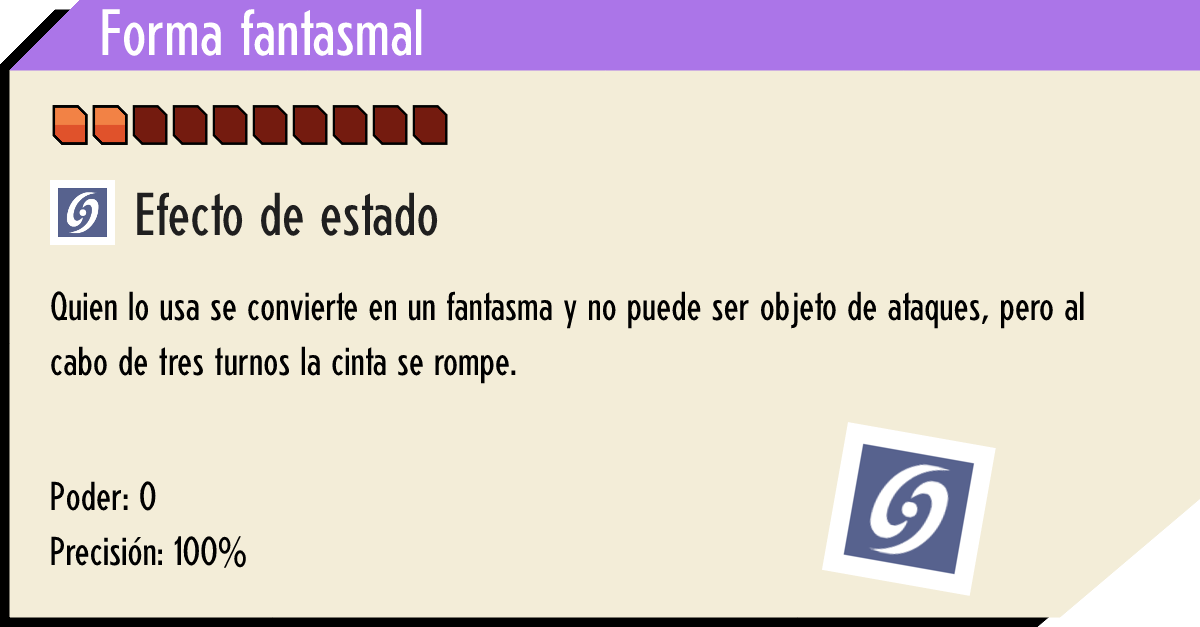 Forma fantasmal
Efecto de estado
Quien lo usa se convierte en un fantasma y no puede ser objeto de ataques, pero al
cabo de tres turnos la cinta se rompe.
Poder: 0
Precisión: 100%